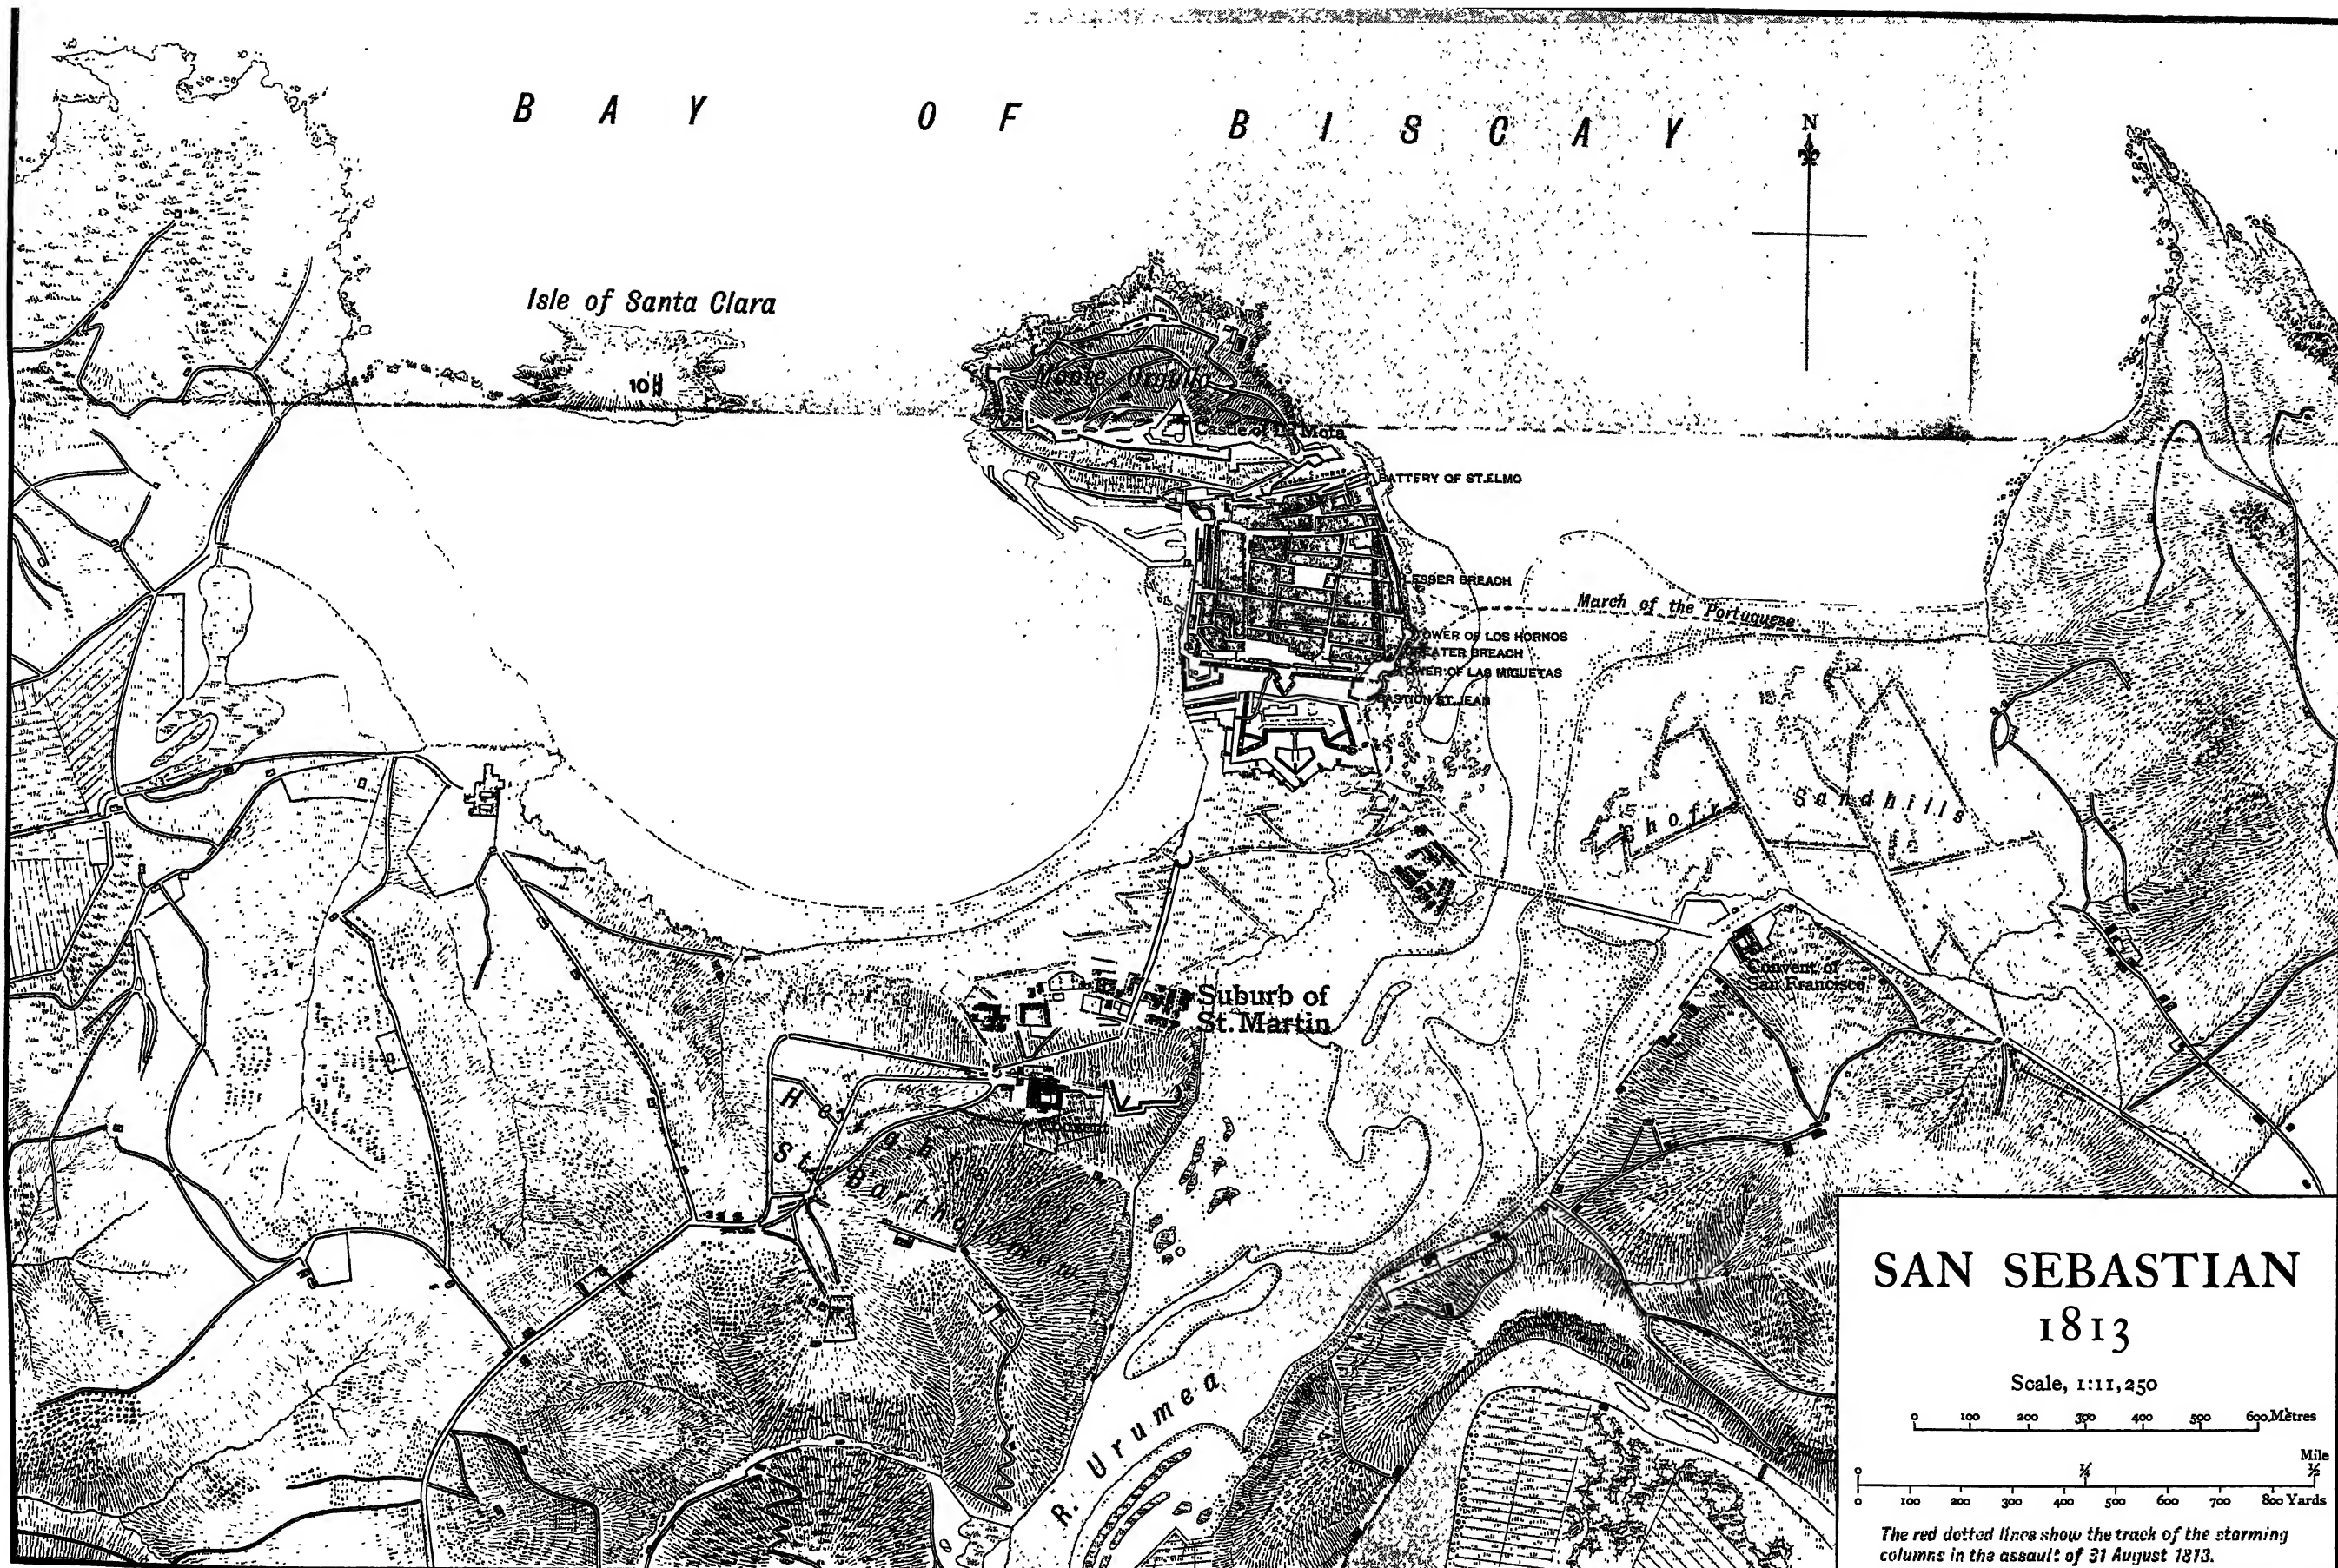 BAY OF BISCAY
N
Isle of Santa Clara
10
Monte Orgullo
Castle of La Mota
BATTERY OF ST.ELMO
LESSER BREACH
March of the Portuguese
TOWER OF LOS HORNOS
GREATER BREACH
TOWER OF LAS MIGUETAS
BASTION ST.JEAN
Chofre Sandhills
Convent of
San Francisco
Suburb of
St. Martin
Convent
Heights of
St. Bartholomeu
R. Urumea
SAN SEBASTIAN
1813
Scale, 1:11,250
0 100 200 300 400 500 600 Mètres
Mile
0 ¼ ½
0 100 200 300 400 500 600 700 800 Yards
The red dotted lines show the track of the storming
columns in the assault of 31 August 1813.